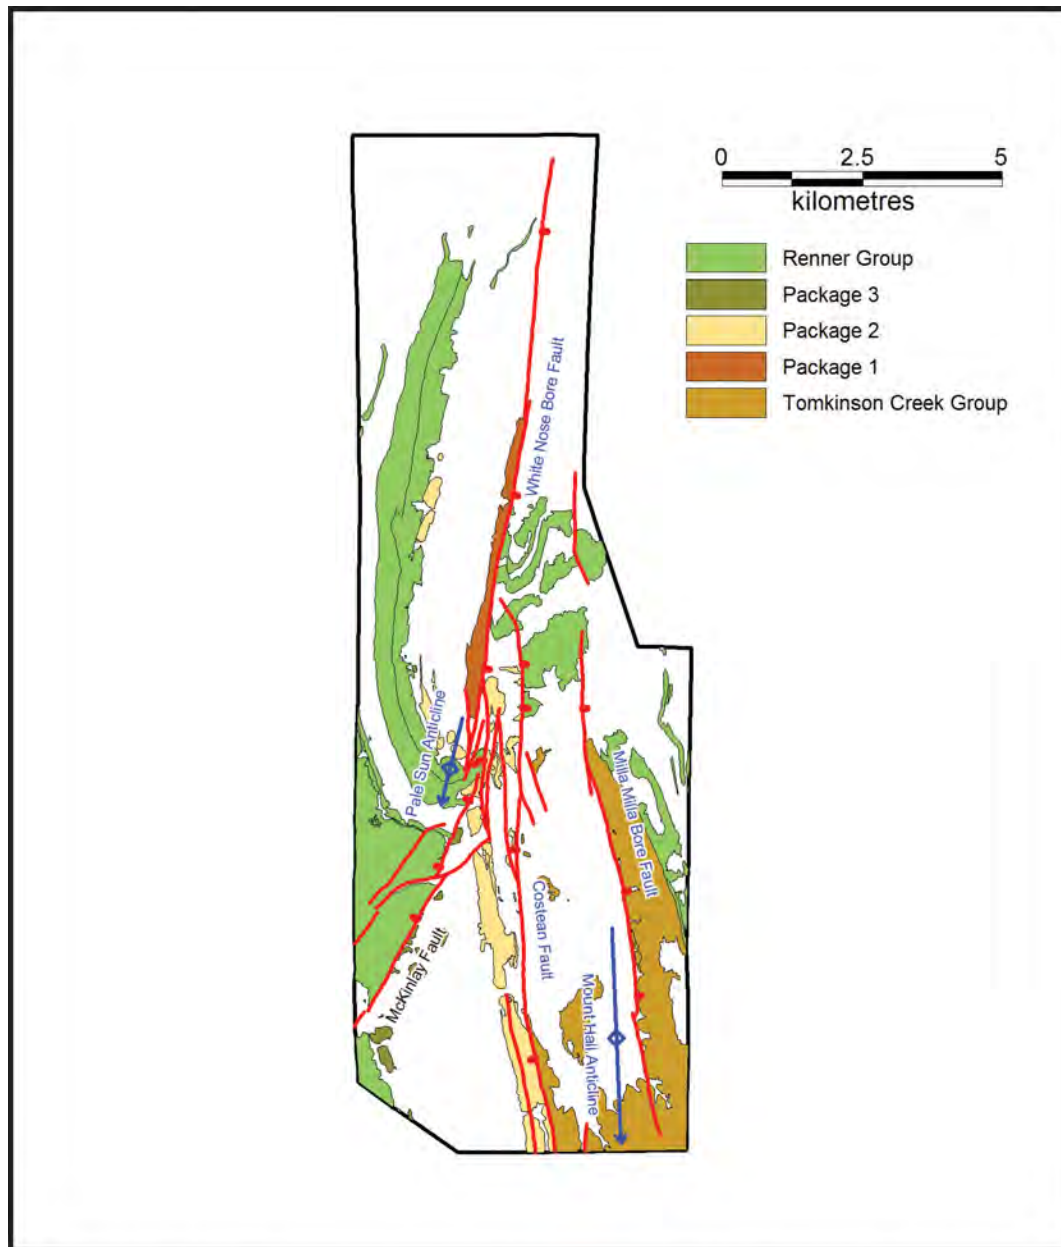 0 2.5 5
kilometres
Renner Group
Package 3
Package 2
Package 1
Tomkinson Creek Group
White Nose Bore Fault
Pale Sun Anticline
Milla Milla Bore Fault
Costean Fault
McKinlay Fault
Mount Hall Anticline